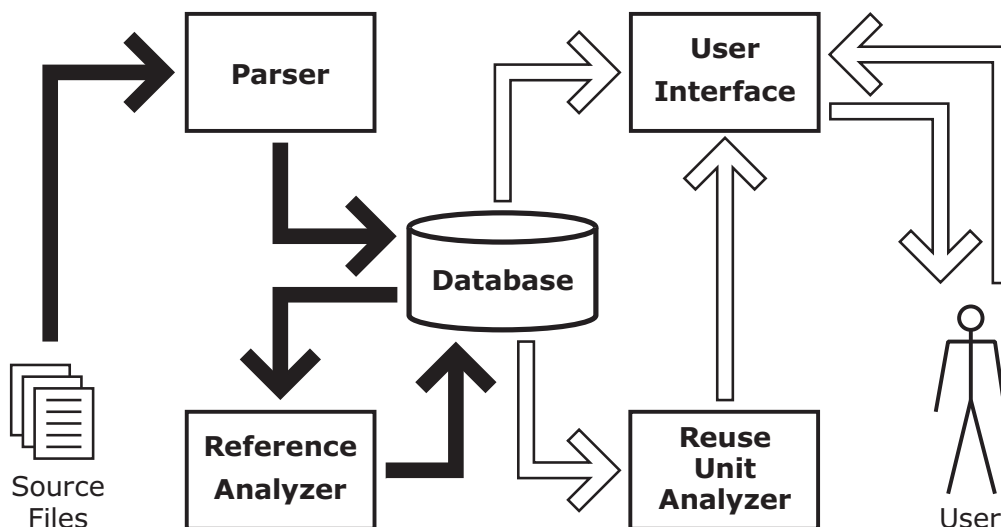 Parser
User
Interface
Database
Reference
Analyzer
Reuse
Unit
Analyzer
Source
Files
User